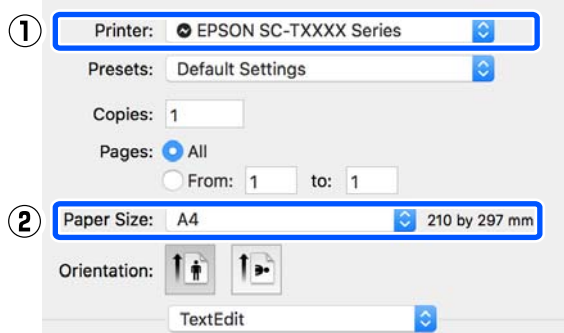 ① Printer: EPSON SC-TXXXX Series
Presets: Default Settings
Copies: 1
Pages: All
From: 1 to: 1
② Paper Size: A4 210 by 297 mm
Orientation:
TextEdit